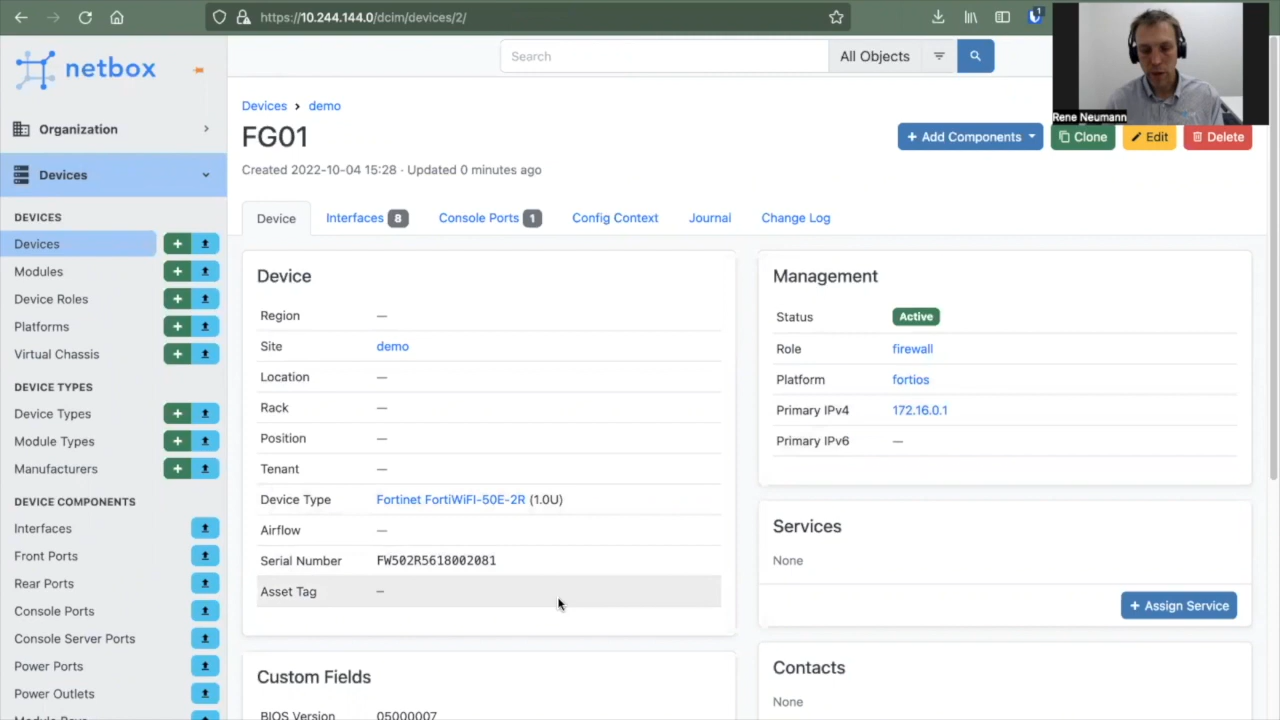 https://10.244.144.0/dcim/devices/2/
1
netbox
Search
All Objects
Rene Neumann
Organization
Devices
DEVICES
Devices
Modules
Device Roles
Platforms
Virtual Chassis
DEVICE TYPES
Device Types
Module Types
Manufacturers
DEVICE COMPONENTS
Interfaces
Front Ports
Rear Ports
Console Ports
Console Server Ports
Power Ports
Power Outlets
Module Bays
Devices > demo
FG01
Created 2022-10-04 15:28 · Updated 0 minutes ago
+ Add Components
Clone
Edit
Delete
Device
Interfaces 8
Console Ports 1
Config Context
Journal
Change Log
Device
Region —
Site demo
Location —
Rack —
Position —
Tenant —
Device Type Fortinet FortiWiFI-50E-2R (1.0U)
Airflow —
Serial Number FW502R5618002081
Asset Tag —
Custom Fields
BIOS Version 05000007
Management
Status Active
Role firewall
Platform fortios
Primary IPv4 172.16.0.1
Primary IPv6 —
Services
None
+ Assign Service
Contacts
None